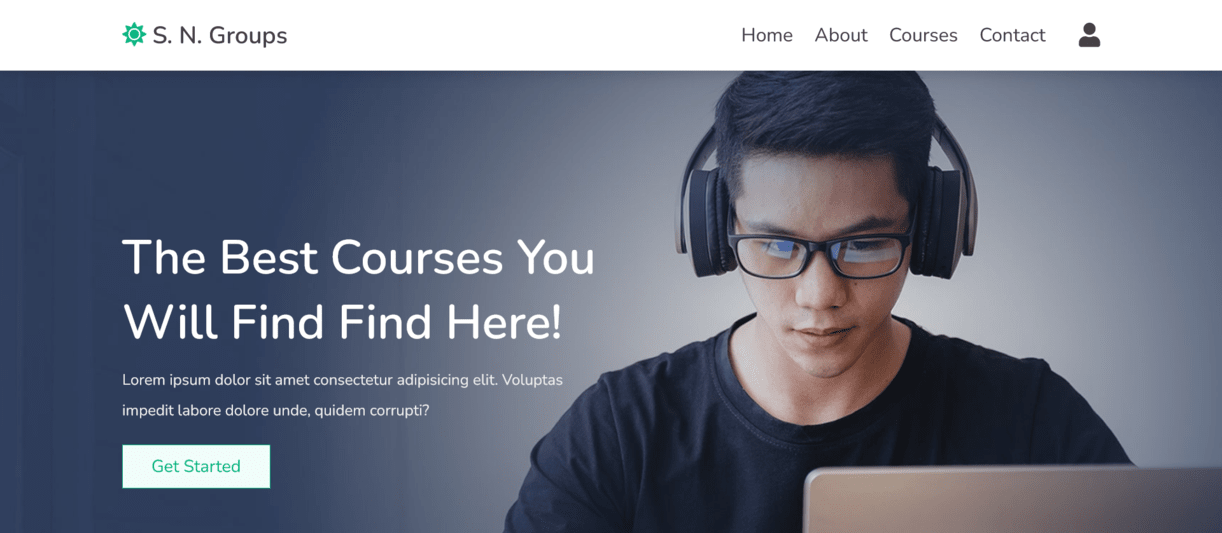 S. N. Groups
Home About Courses Contact
The Best Courses You
Will Find Find Here!
Lorem ipsum dolor sit amet consectetur adipisicing elit. Voluptas
impedit labore dolore unde, quidem corrupti?
Get Started